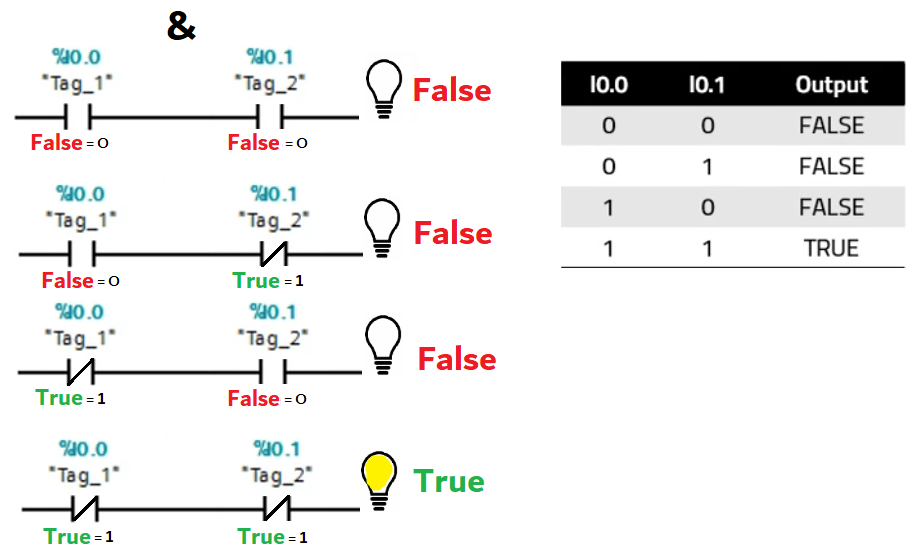 &
%I0.0 %I0.1
"Tag_1" "Tag_2"
False
False = 0 False = 0
%I0.0 %I0.1
"Tag_1" "Tag_2"
False
False = 0 True = 1
%I0.0 %I0.1
"Tag_1" "Tag_2"
False
True = 1 False = 0
%I0.0 %I0.1
"Tag_1" "Tag_2"
True
True = 1 True = 1
I0.0 I0.1 Output
0 0 FALSE
0 1 FALSE
1 0 FALSE
1 1 TRUE